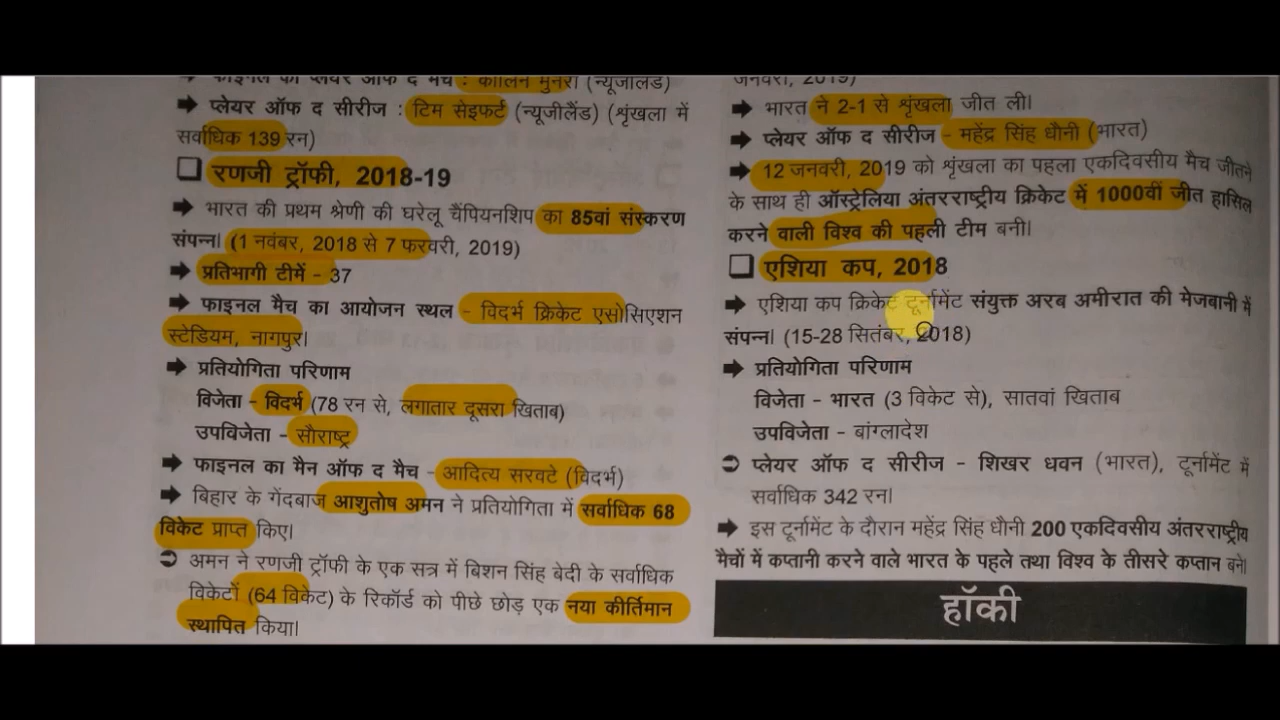 फाइनल का प्लेयर ऑफ द मैच : कोलिन मुनरो (न्यूजीलैंड)
➡ प्लेयर ऑफ द सीरीज : टिम सेइफर्ट (न्यूजीलैंड) (शृंखला में
सर्वाधिक 139 रन)
❑ रणजी ट्रॉफी, 2018-19
➡ भारत की प्रथम श्रेणी की घरेलू चैंपियनशिप का 85वां संस्करण
संपन्न। (1 नवंबर, 2018 से 7 फरवरी, 2019)
➡ प्रतिभागी टीमें - 37
➡ फाइनल मैच का आयोजन स्थल - विदर्भ क्रिकेट एसोसिएशन
स्टेडियम, नागपुर।
➡ प्रतियोगिता परिणाम
विजेता - विदर्भ (78 रन से, लगातार दूसरा खिताब)
उपविजेता - सौराष्ट्र
➡ फाइनल का मैन ऑफ द मैच - आदित्य सरवटे (विदर्भ)
➡ बिहार के गेंदबाज आशुतोष अमन ने प्रतियोगिता में सर्वाधिक 68
विकेट प्राप्त किए।
➲ अमन ने रणजी ट्रॉफी के एक सत्र में बिशन सिंह बेदी के सर्वाधिक
विकेटों (64 विकेट) के रिकॉर्ड को पीछे छोड़ एक नया कीर्तिमान
स्थापित किया।
जनवरी, 2019)
➡ भारत ने 2-1 से शृंखला जीत ली।
➡ प्लेयर ऑफ द सीरीज - महेंद्र सिंह धौनी (भारत)
➡ 12 जनवरी, 2019 को शृंखला का पहला एकदिवसीय मैच जीतने
के साथ ही ऑस्ट्रेलिया अंतरराष्ट्रीय क्रिकेट में 1000वीं जीत हासिल
करने वाली विश्व की पहली टीम बनी।
❑ एशिया कप, 2018
➡ एशिया कप क्रिकेट टूर्नामेंट संयुक्त अरब अमीरात की मेजबानी में
संपन्न। (15-28 सितंबर, 2018)
➡ प्रतियोगिता परिणाम
विजेता - भारत (3 विकेट से), सातवां खिताब
उपविजेता - बांग्लादेश
➲ प्लेयर ऑफ द सीरीज - शिखर धवन (भारत), टूर्नामेंट में
सर्वाधिक 342 रन।
➡ इस टूर्नामेंट के दौरान महेंद्र सिंह धौनी 200 एकदिवसीय अंतरराष्ट्रीय
मैचों में कप्तानी करने वाले भारत के पहले तथा विश्व के तीसरे कप्तान बने।
हॉकी